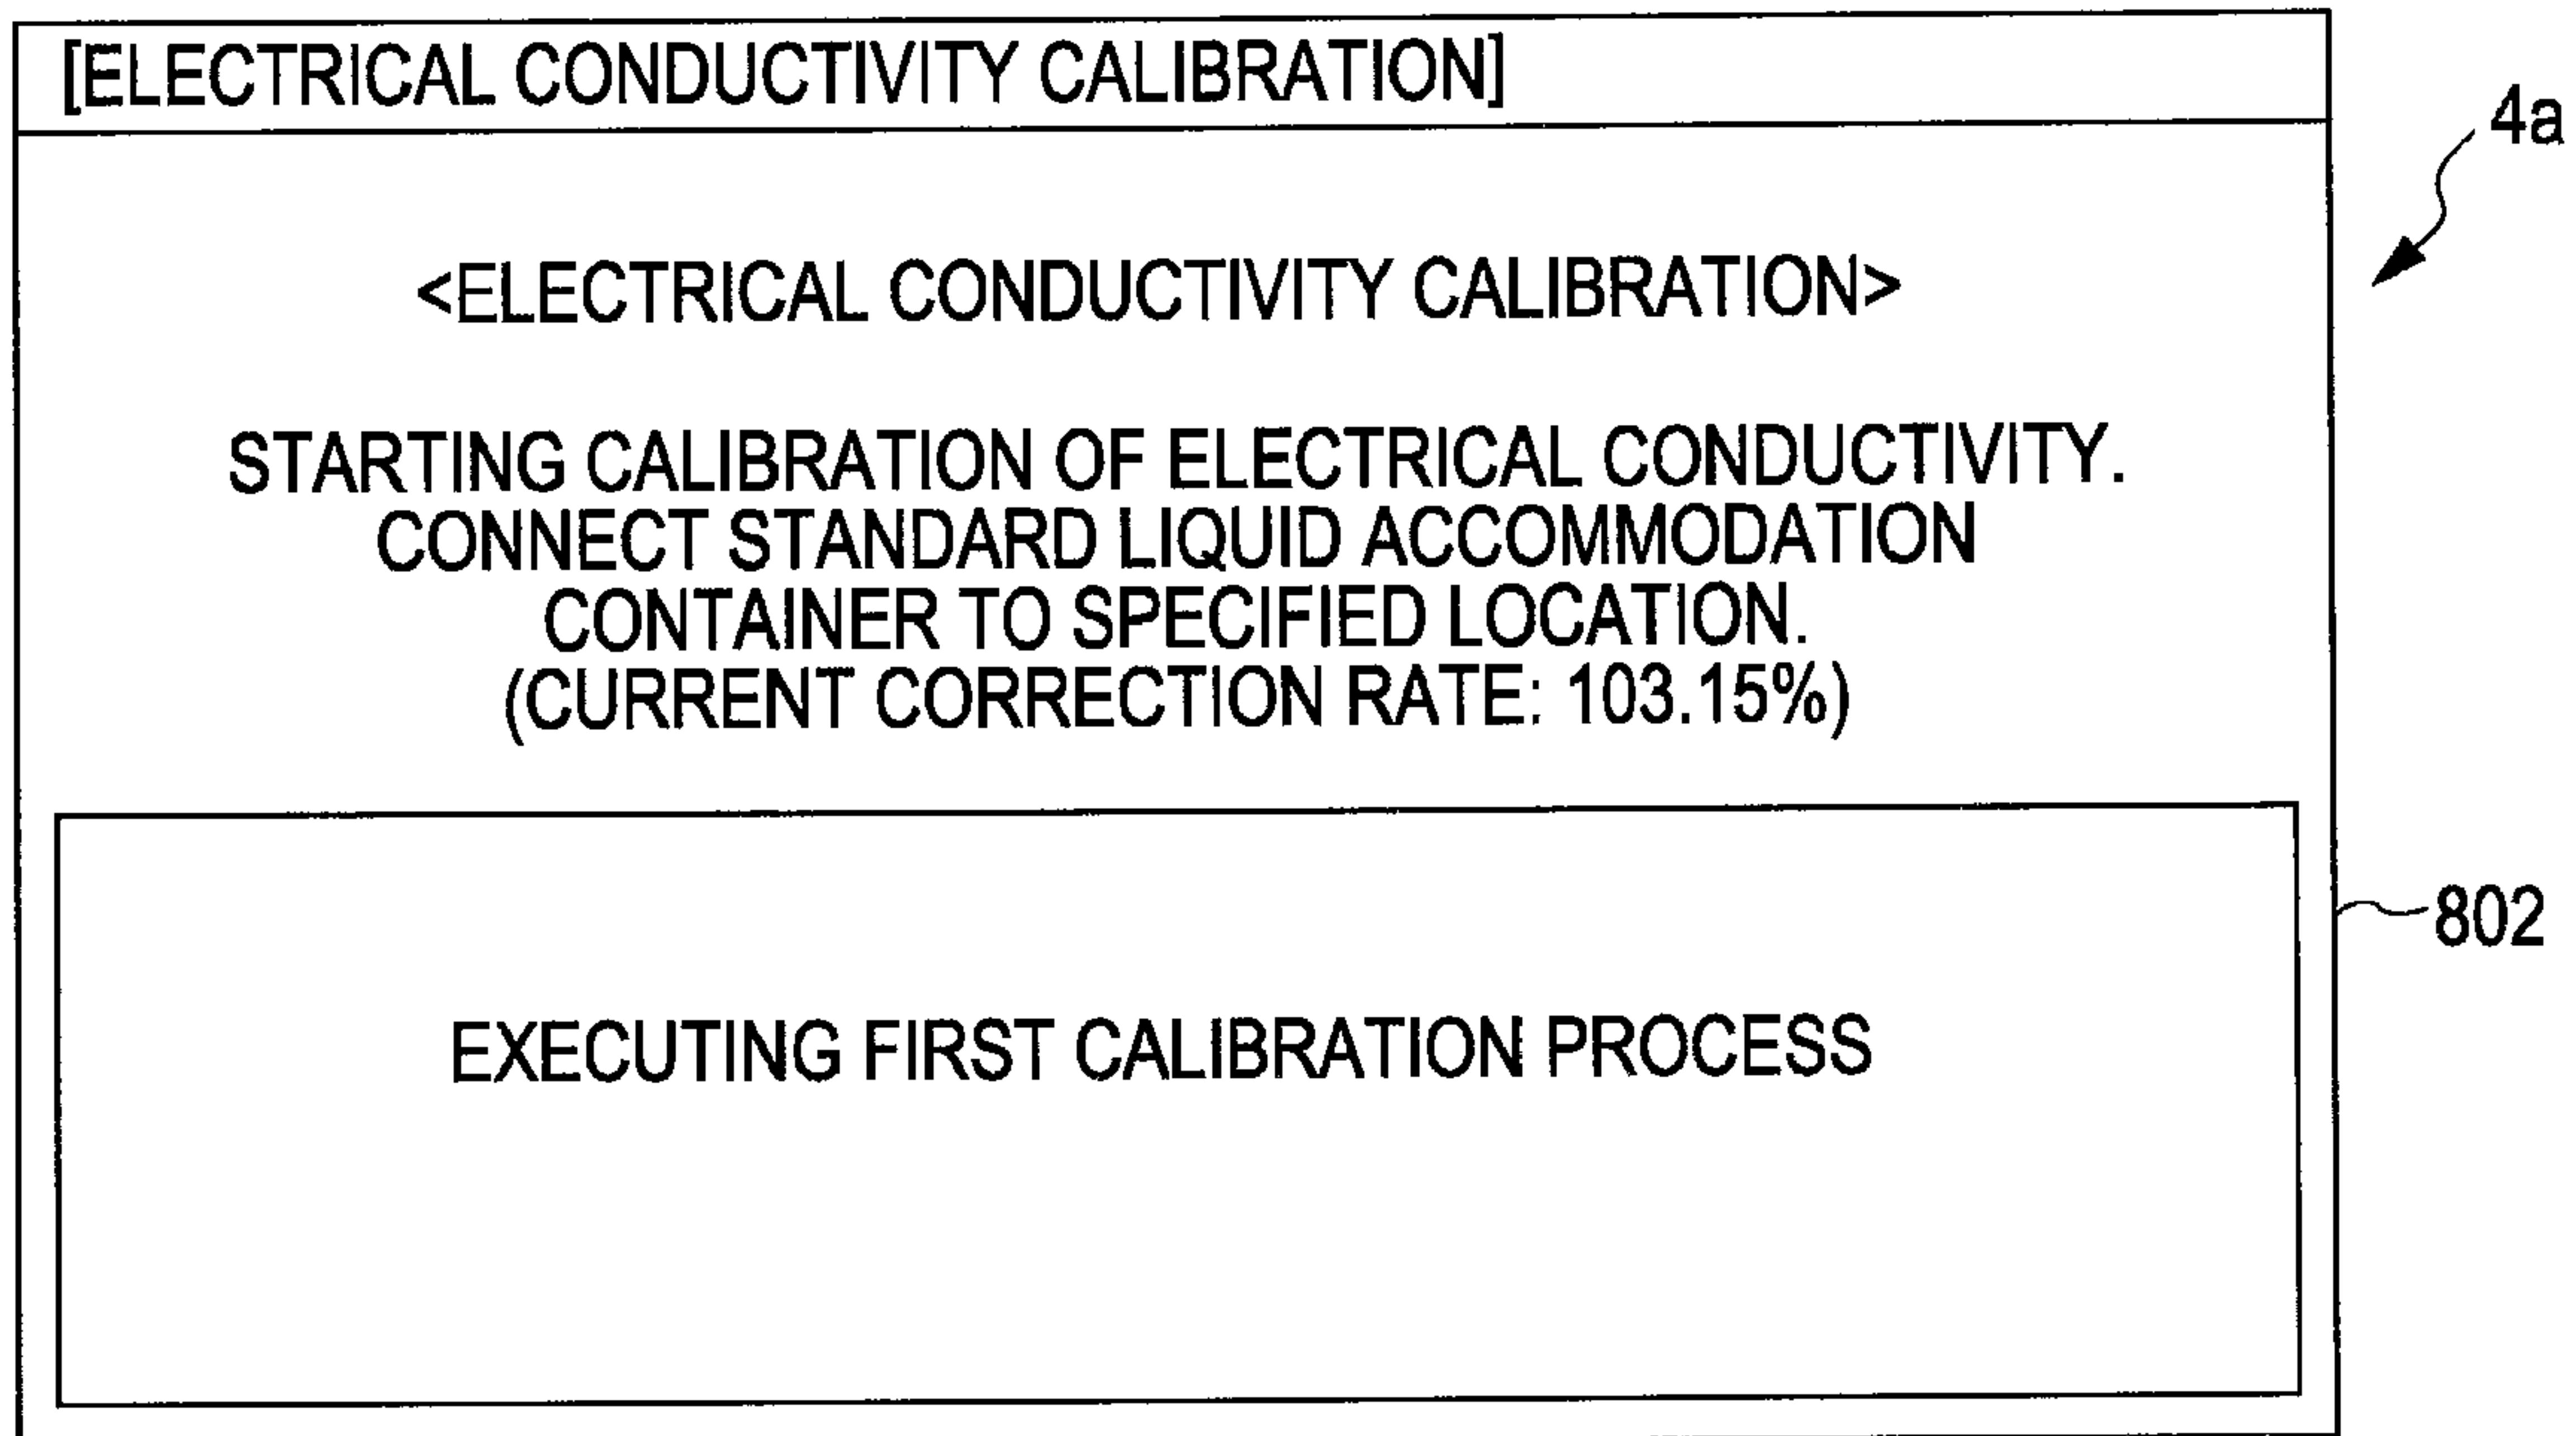 [ELECTRICAL CONDUCTIVITY CALIBRATION]
4a
<ELECTRICAL CONDUCTIVITY CALIBRATION>
STARTING CALIBRATION OF ELECTRICAL CONDUCTIVITY.
CONNECT STANDARD LIQUID ACCOMMODATION
CONTAINER TO SPECIFIED LOCATION.
(CURRENT CORRECTION RATE: 103.15%)
802
EXECUTING FIRST CALIBRATION PROCESS